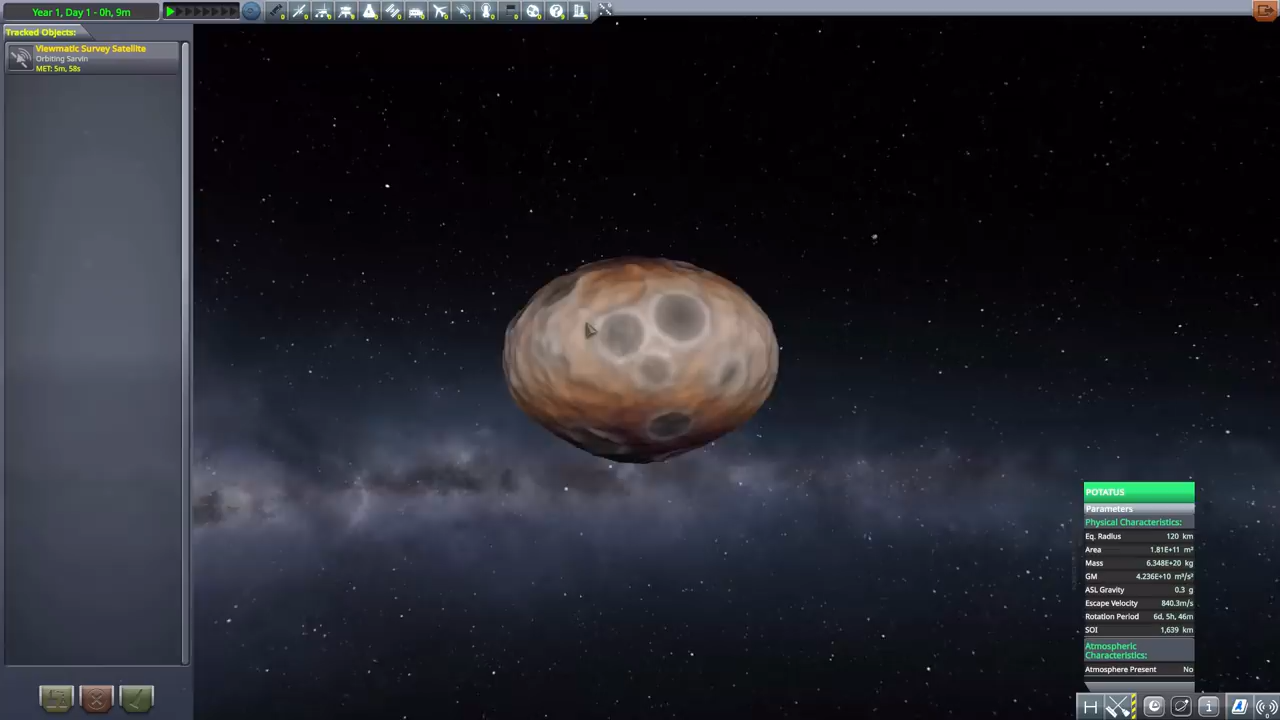 Year 1, Day 1 - 0h, 9m
Tracked Objects:
Viewmatic Survey Satellite
Orbiting Sarvin
MET: 5m, 58s
POTATUS
Parameters
Physical Characteristics:
Eq. Radius 120 km
Area 1.81E+11 m²
Mass 6.348E+20 kg
GM 4.236E+10 m³/s²
ASL Gravity 0.3 g
Escape Velocity 840.3m/s
Rotation Period 6d, 5h, 46m
SOI 1,639 km
Atmospheric
Characteristics:
Atmosphere Present No